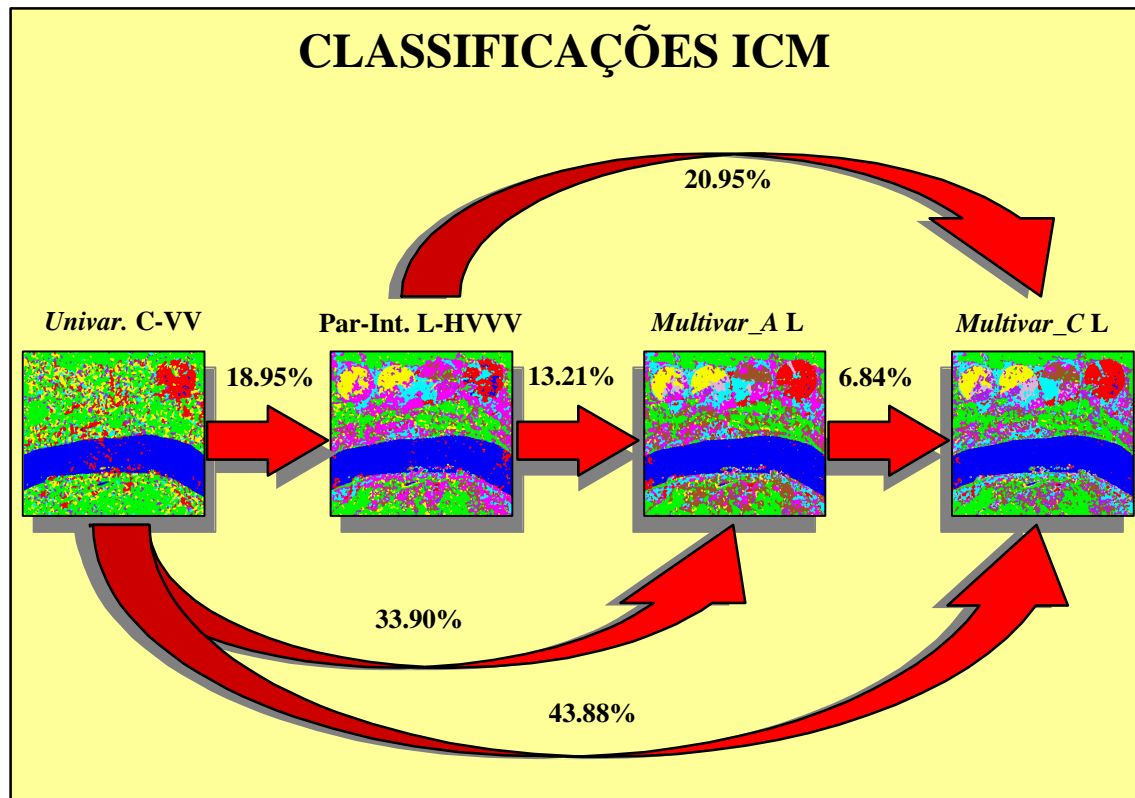 CLASSIFICAÇÕES ICM
20.95%
Univar. C-VV
Par-Int. L-HVVV
Multivar_A L
Multivar_C L
18.95%
13.21%
6.84%
33.90%
43.88%